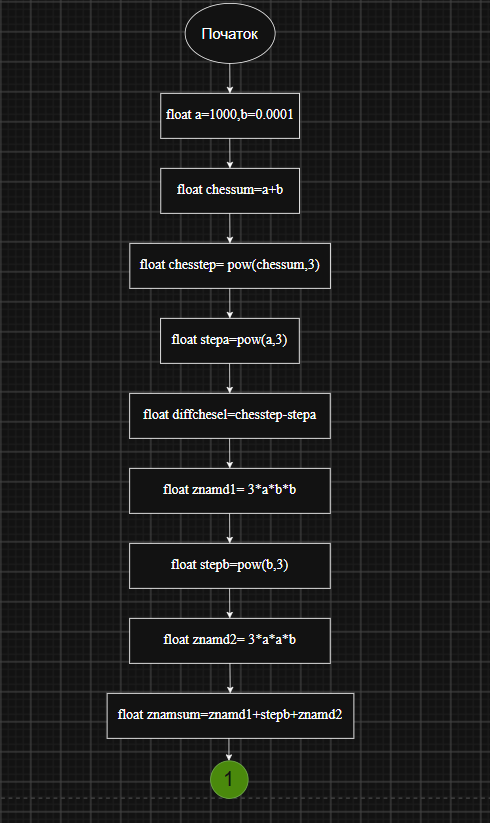 Початок
float a=1000,b=0.0001
float chessum=a+b
float chesstep= pow(chessum,3)
float stepa=pow(a,3)
float diffchesel=chesstep-stepa
float znamd1= 3*a*b*b
float stepb=pow(b,3)
float znamd2= 3*a*a*b
float znamsum=znamd1+stepb+znamd2
1